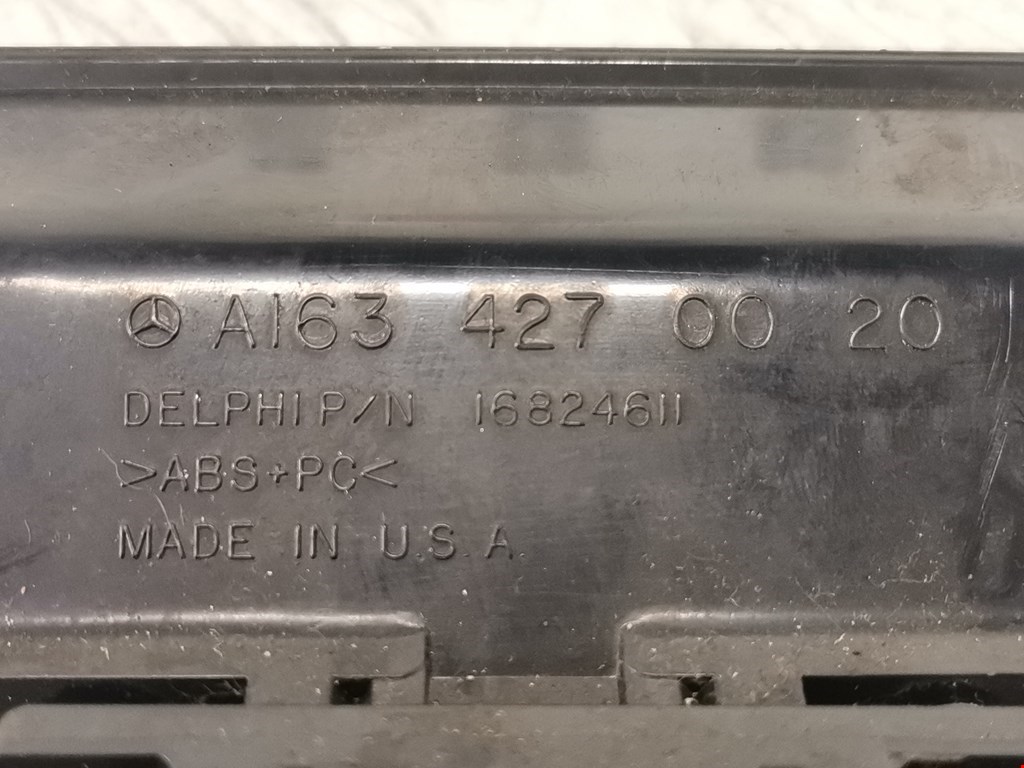 A163 427 00 20
DELPHI P/N 16824611
>ABS+PC<
MADE IN U.S.A.